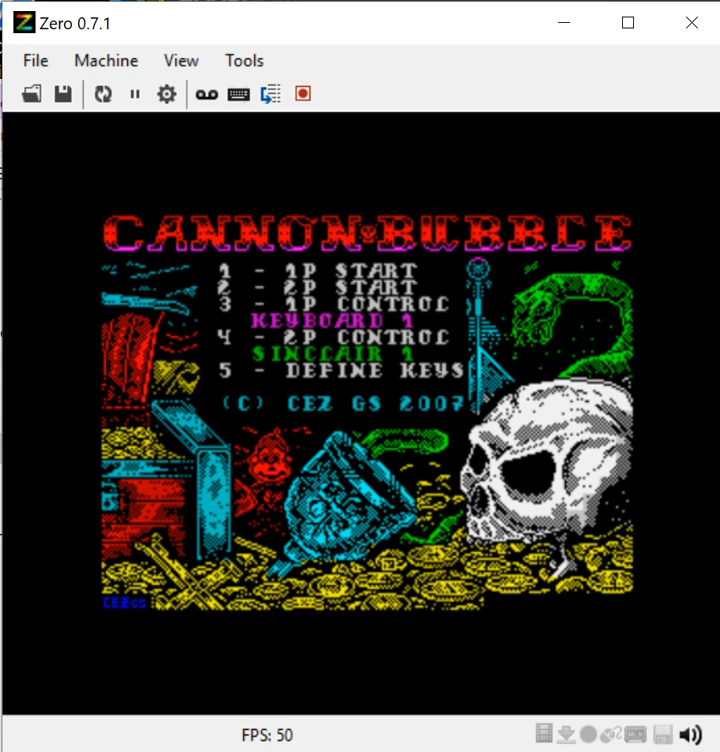 Zero 0.7.1
File Machine View Tools
CANNON BUBBLE
1 - 1P START
2 - 2P START
3 - 1P CONTROL
KEYBOARD 1
4 - 2P CONTROL
SINCLAIR 1
5 - DEFINE KEYS
(C) CEZ GS 2007
CEZGS
FPS: 50